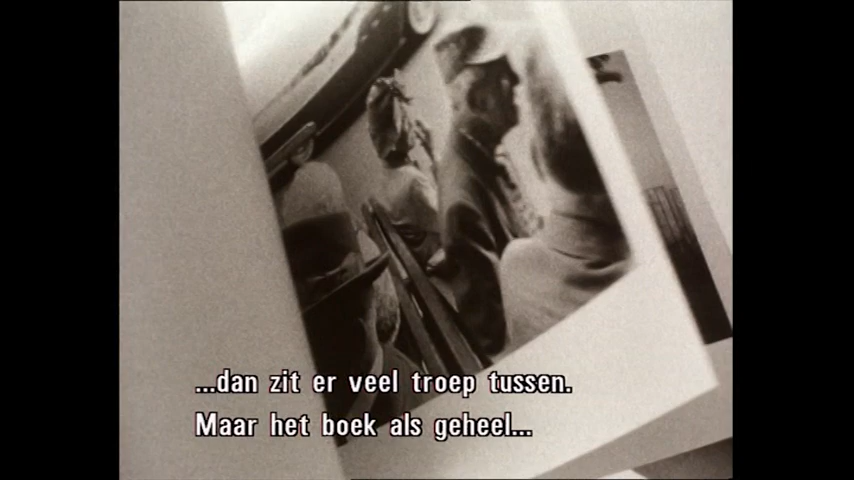 ...dan zit er veel troep tussen.
Maar het boek als geheel...